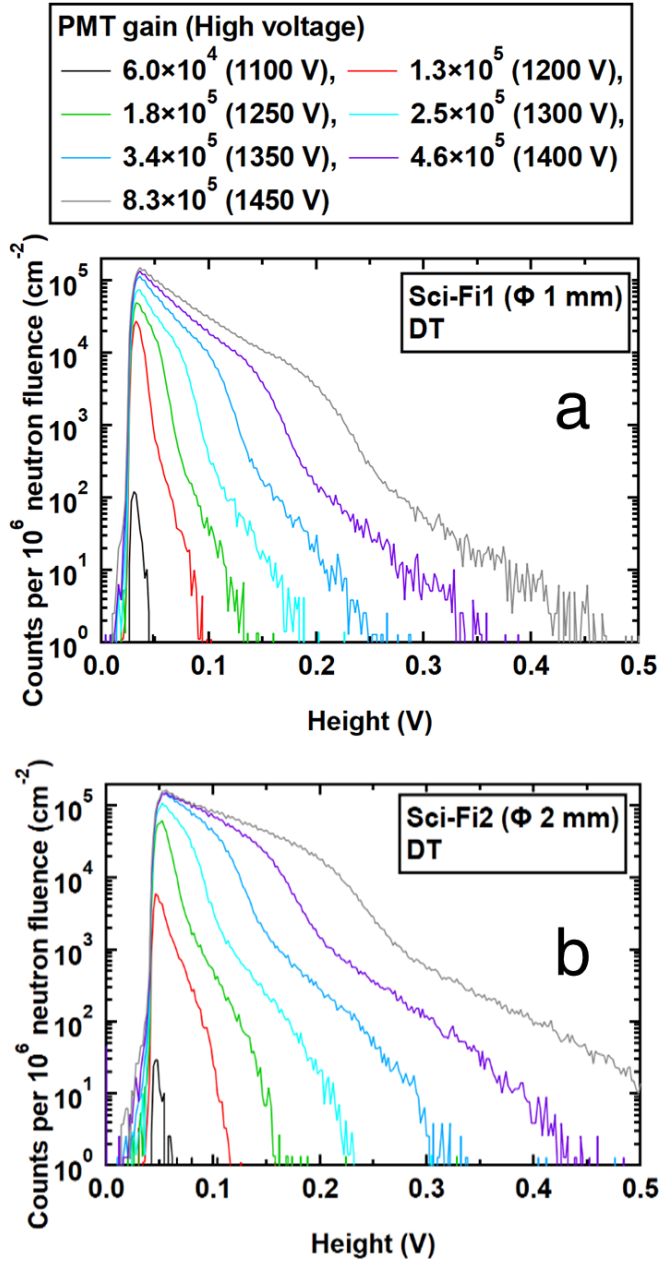 PMT gain (High voltage)
6.0×10⁴ (1100 V), 1.3×10⁵ (1200 V),
1.8×10⁵ (1250 V), 2.5×10⁵ (1300 V),
3.4×10⁵ (1350 V), 4.6×10⁵ (1400 V)
8.3×10⁵ (1450 V)
Counts per 10⁶ neutron fluence (cm⁻²)
10⁵
10⁴
10³
10²
10¹
10⁰
Sci-Fi1 (Φ 1 mm)
DT
a
0.0 0.1 0.2 0.3 0.4 0.5
Height (V)
Counts per 10⁶ neutron fluence (cm⁻²)
10⁵
10⁴
10³
10²
10¹
10⁰
Sci-Fi2 (Φ 2 mm)
DT
b
0.0 0.1 0.2 0.3 0.4 0.5
Height (V)